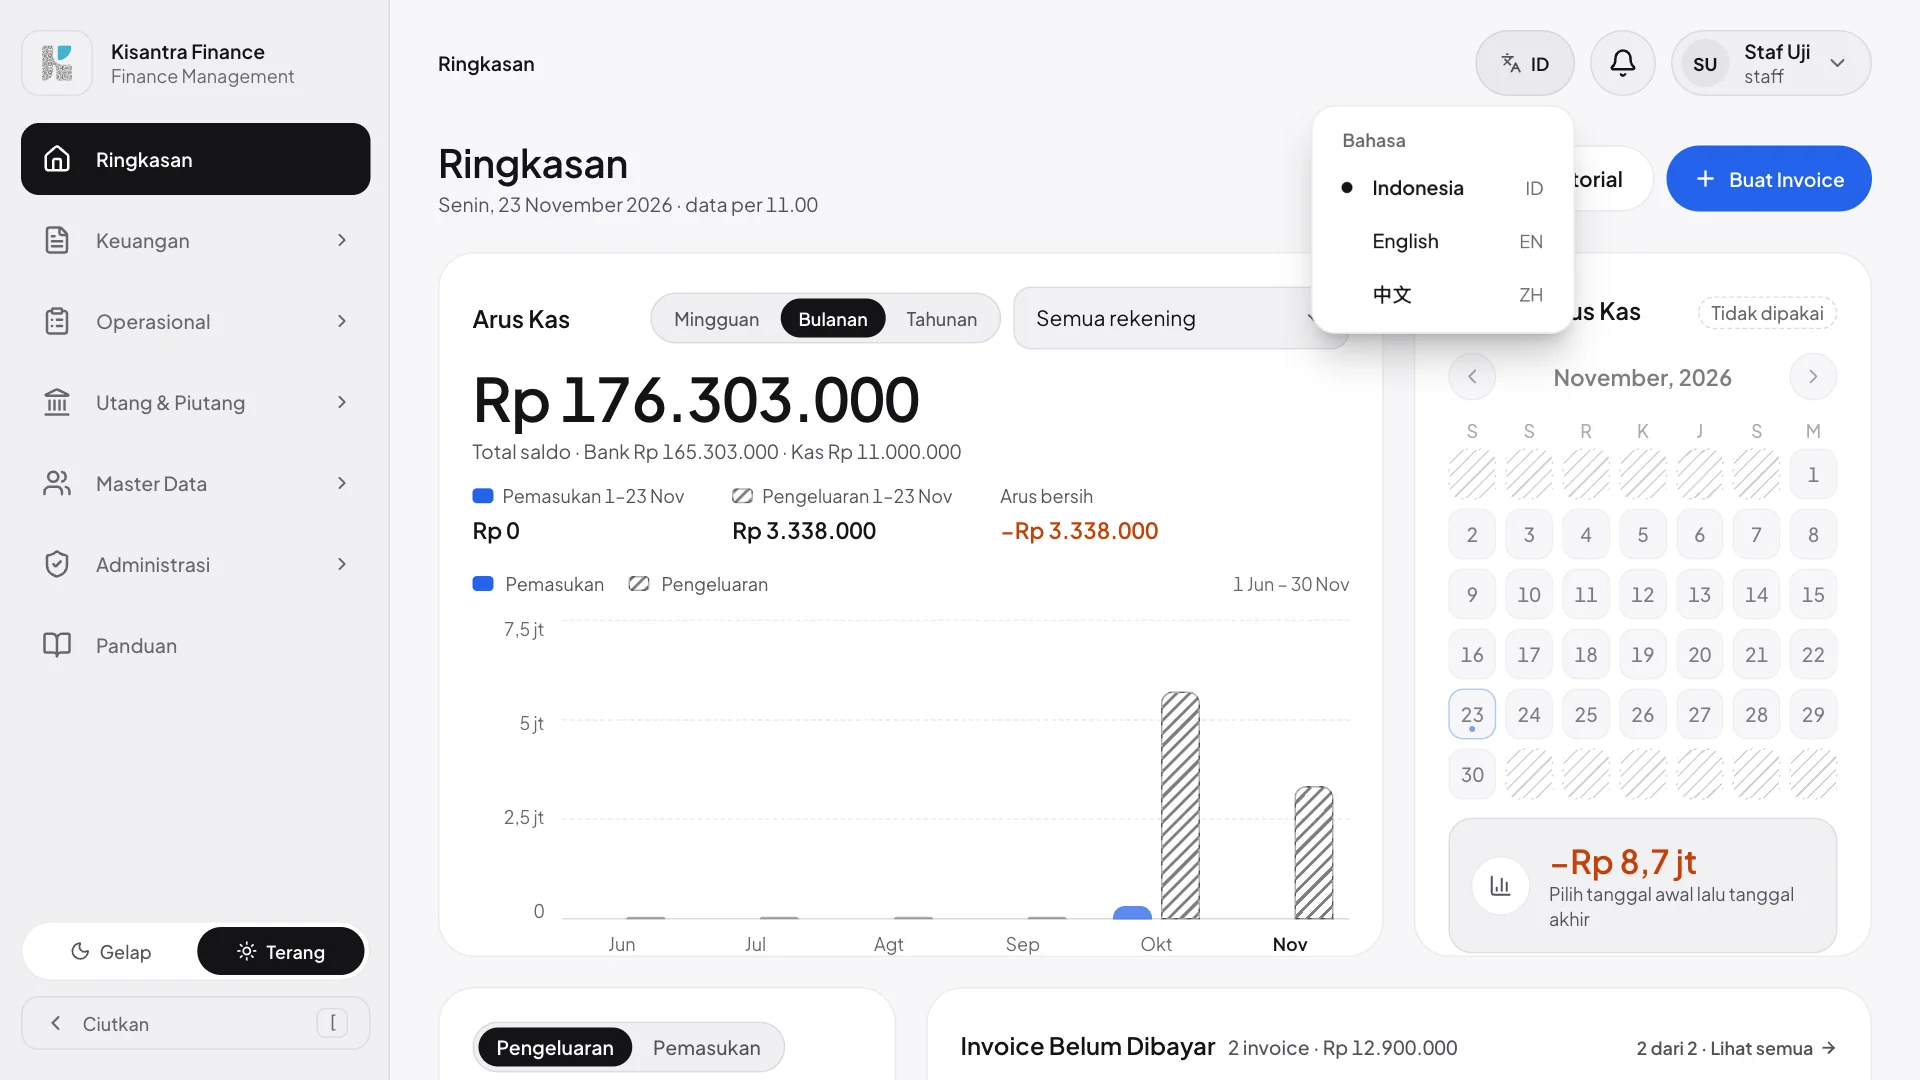 Kisantra Finance
Finance Management
Ringkasan
Keuangan
Operasional
Utang & Piutang
Master Data
Administrasi
Panduan
Gelap
Terang
Ciutkan
[
Ringkasan
ID
SU
Staf Uji
staff
Bahasa
Indonesia ID
English EN
中文 ZH
Ringkasan
Senin, 23 November 2026 · data per 11.00
Buat Invoice
Arus Kas
Mingguan
Bulanan
Tahunan
Semua rekening
Rp 176.303.000
Total saldo · Bank Rp 165.303.000 · Kas Rp 11.000.000
Pemasukan 1–23 Nov
Rp 0
Pengeluaran 1–23 Nov
Rp 3.338.000
Arus bersih
−Rp 3.338.000
Pemasukan
Pengeluaran
1 Jun – 30 Nov
7,5 jt
5 jt
2,5 jt
0
Jun Jul Agt Sep Okt Nov
Kas
Tidak dipakai
November, 2026
S S R K J S M
1
2 3 4 5 6 7 8
9 10 11 12 13 14 15
16 17 18 19 20 21 22
23 24 25 26 27 28 29
30
−Rp 8,7 jt
Pilih tanggal awal lalu tanggal
akhir
Pengeluaran
Pemasukan
Invoice Belum Dibayar
2 invoice · Rp 12.900.000
2 dari 2 · Lihat semua →